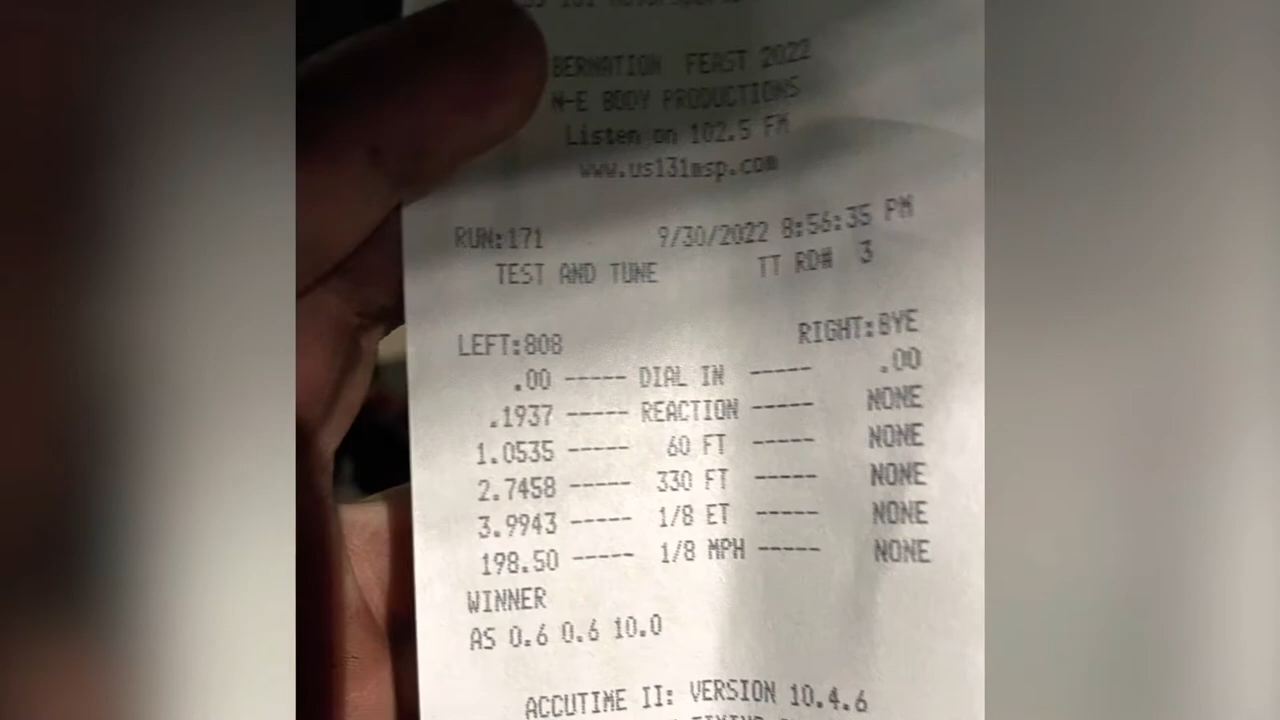 BERNATION FEAST 2022
N-E BODY PRODUCTIONS
Listen on 102.5 FM
www.us131msp.com
RUN:171 9/30/2022 8:56:35 PM
TEST AND TUNE TT RD# 3
LEFT:808 RIGHT:BYE
.00 ----- DIAL IN ----- .00
.1937 ----- REACTION ----- NONE
1.0535 ----- 60 FT ----- NONE
2.7458 ----- 330 FT ----- NONE
3.9943 ----- 1/8 ET ----- NONE
198.50 ----- 1/8 MPH ----- NONE
WINNER
AS 0.6 0.6 10.0
ACCUTIME II: VERSION 10.4.6